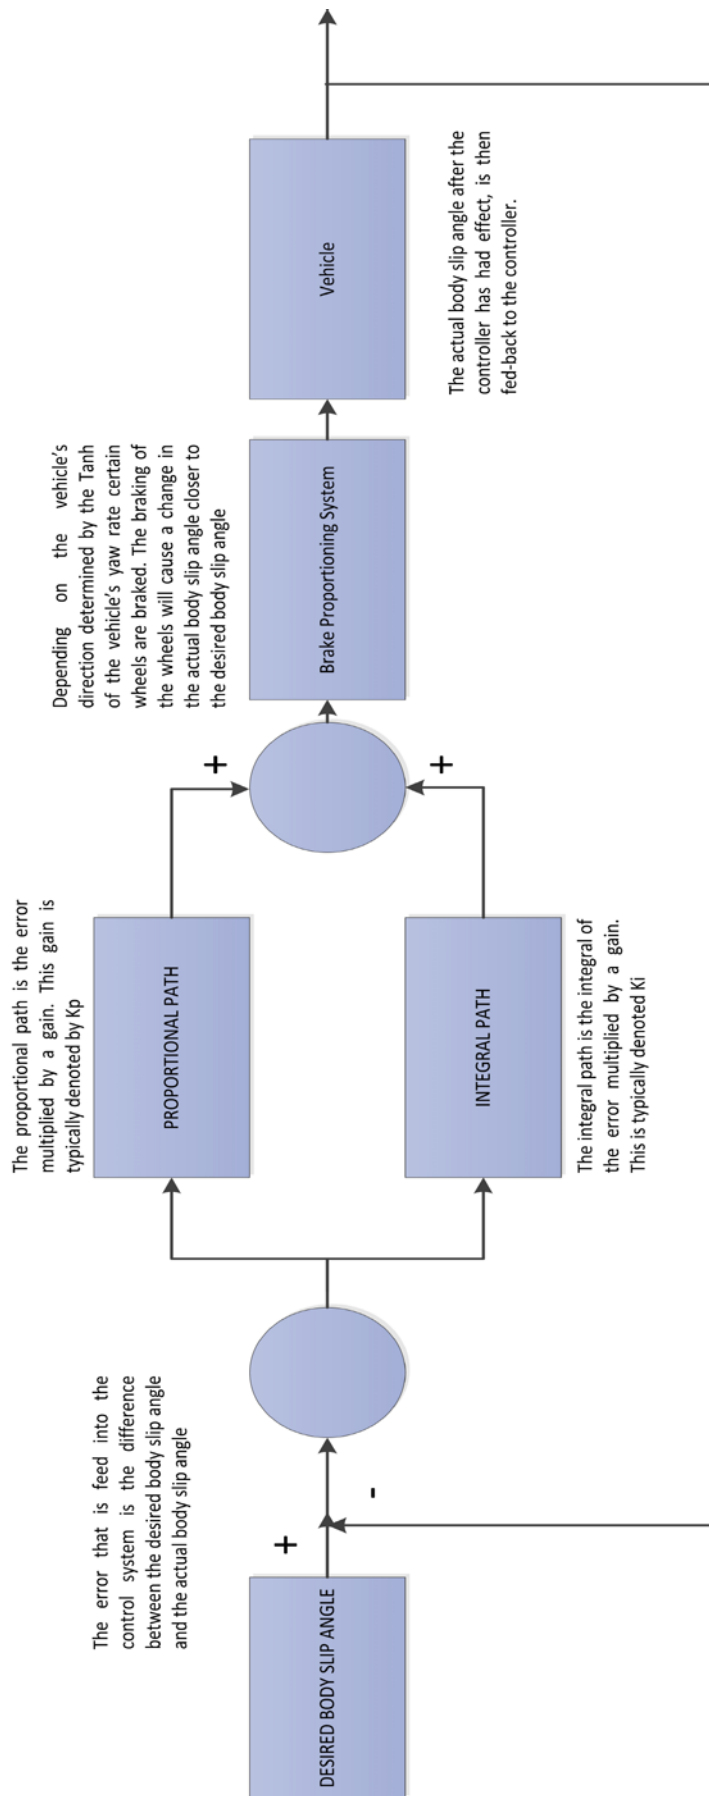 The error that is feed into the
control system is the difference
between the desired body slip angle
and the actual body slip angle
DESIRED BODY SLIP ANGLE
+
-
The proportional path is the error
multiplied by a gain. This gain is
typically denoted by Kp
PROPORTIONAL PATH
INTEGRAL PATH
The integral path is the integral of
the error multiplied by a gain.
This is typically denoted Ki
+
+
Depending on the vehicle's
direction determined by the Tanh
of the vehicle's yaw rate certain
wheels are braked. The braking of
the wheels will cause a change in
the actual body slip angle closer to
the desired body slip angle
Brake Proportioning System
Vehicle
The actual body slip angle after the
controller has had effect, is then
fed-back to the controller.